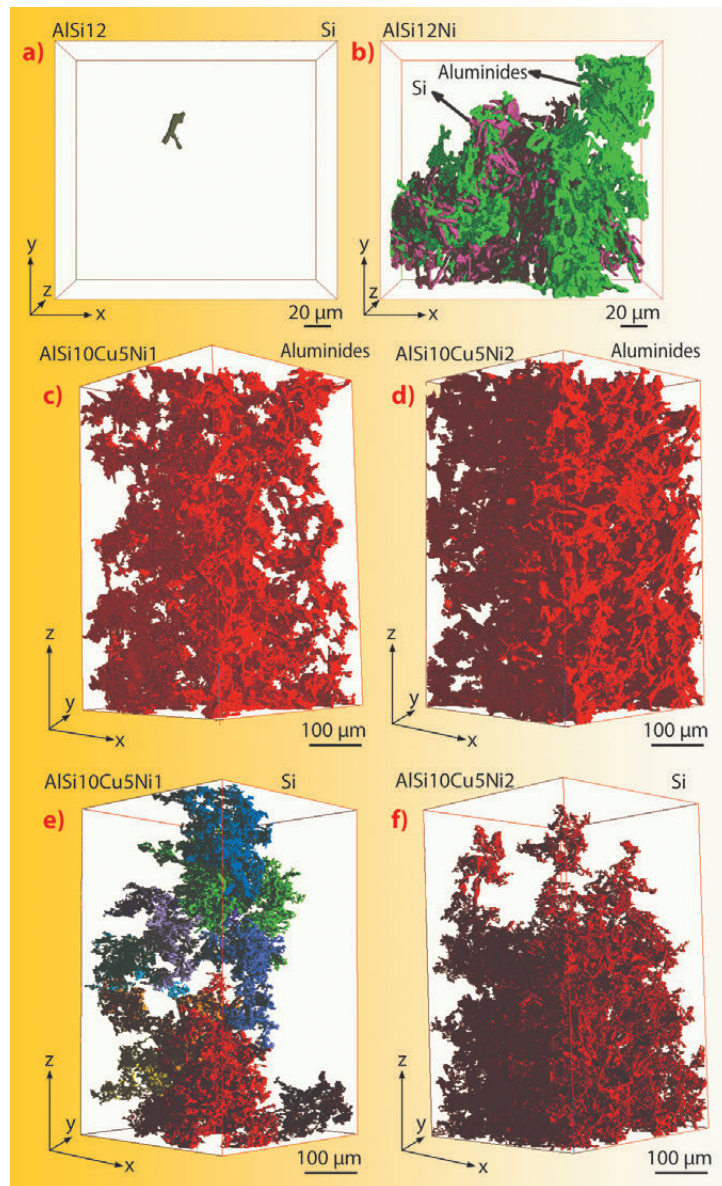 AlSi12 Si
a)
y
z
x
20 µm
AlSi12Ni
b)
Aluminides
Si
y
z
x
20 µm
AlSi10Cu5Ni1 Aluminides
c)
z
y
x
100 µm
AlSi10Cu5Ni2 Aluminides
d)
z
y
x
100 µm
AlSi10Cu5Ni1 Si
e)
z
y
x
100 µm
AlSi10Cu5Ni2 Si
f)
z
y
x
100 µm